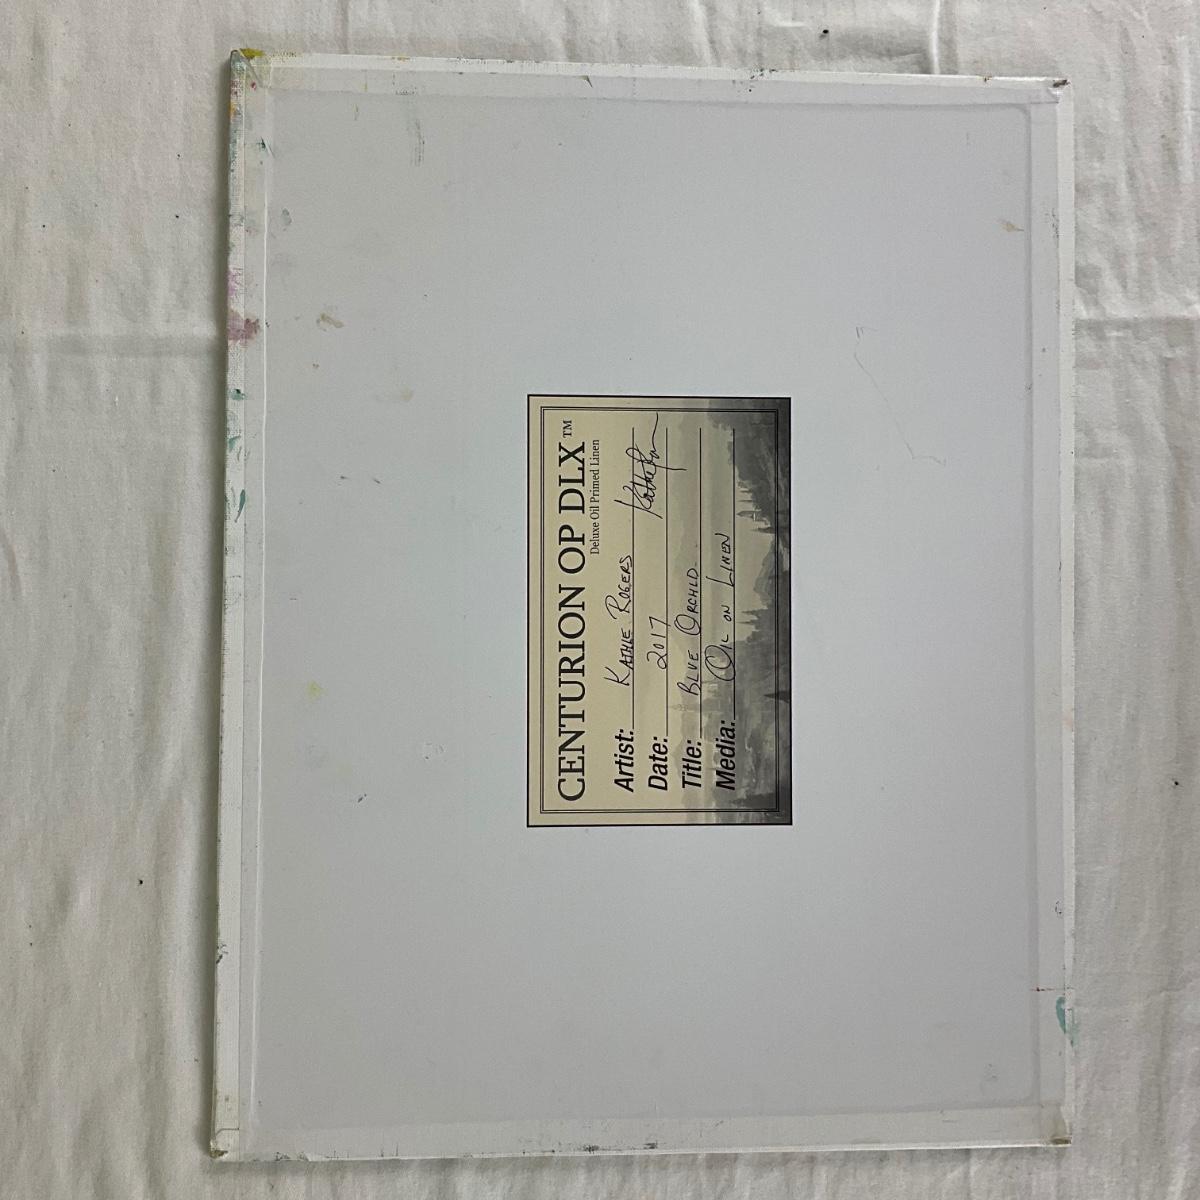 CENTURION OP DLX™
Deluxe Oil Primed Linen
Artist: KATHIE ROGERS
Date: 2017
Title: BLUE ORCHID.
Media: OIL ON LINEN